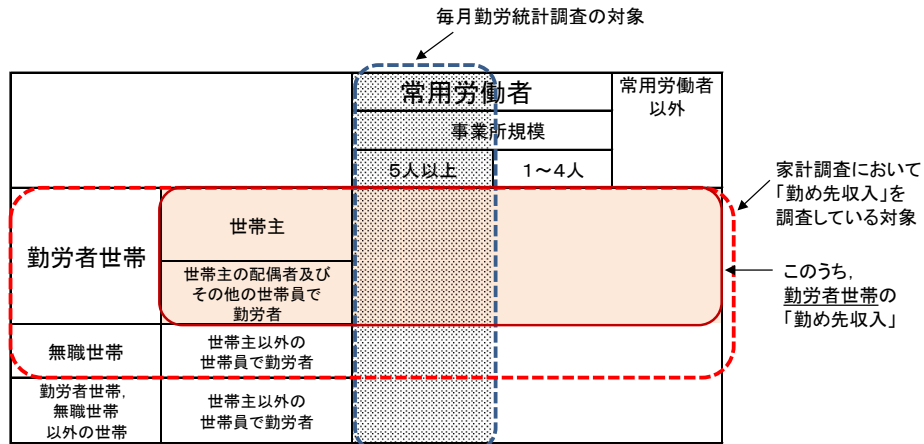 毎月勤労統計調査の対象
常用労働者
常用労働者
以外
事業所規模
5人以上
1～4人
家計調査において
「勤め先収入」を
調査している対象
勤労者世帯
世帯主
世帯主の配偶者及び
その他の世帯員で
勤労者
このうち，
勤労者世帯の
「勤め先収入」
無職世帯
世帯主以外の
世帯員で勤労者
勤労者世帯，
無職世帯
以外の世帯
世帯主以外の
世帯員で勤労者